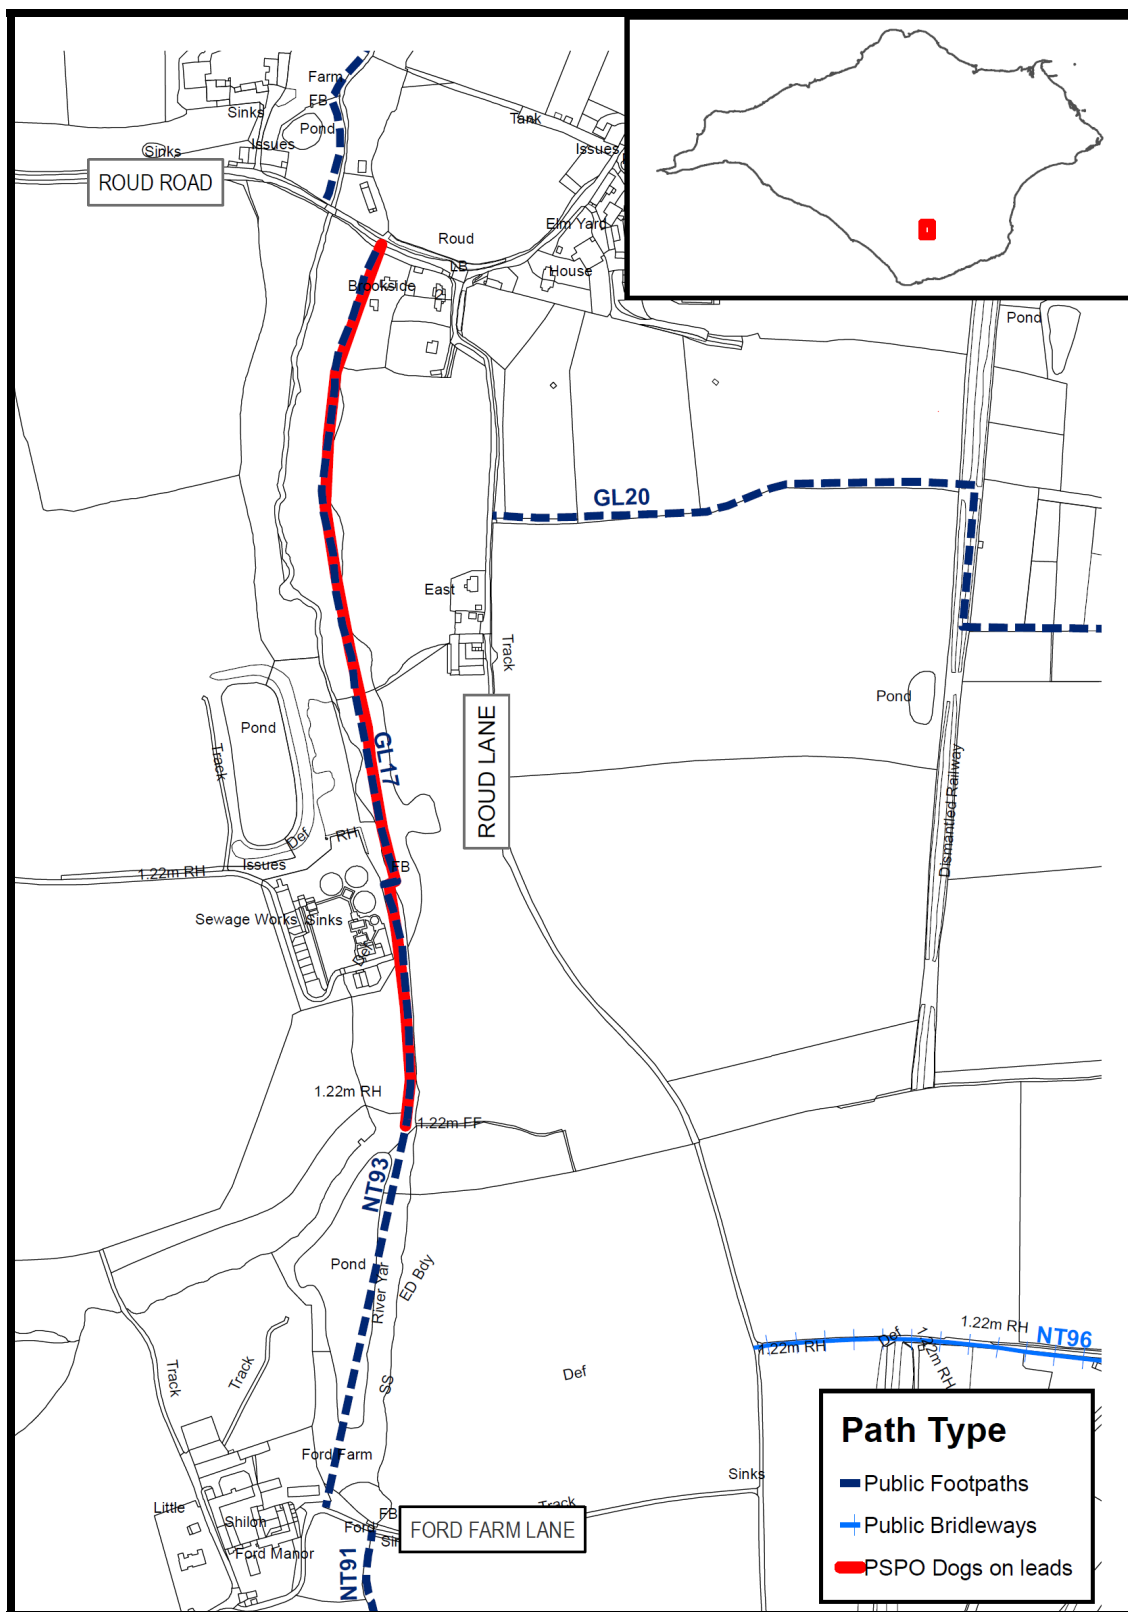 Farm
FB
Sinks
Pond
Tank
Issues
Issues
Sinks
ROUD ROAD
Elm Yard
Roud
LB
House
Brookside
Pond
GL20
East
Track
Pond
ROUD LANE
Pond
Track
GL17
Dismantled Railway
Def
RH
FB
Issues
1.22m RH
Sewage Works
Sinks
1.22m RH
1.22m FF
NT93
Pond
River Yar
ED Bdy
1.22m RH
NT96
Def
1.22m RH
1.22m RH
Track
Track
SS
Def
Path Type
Public Footpaths
Public Bridleways
PSPO Dogs on leads
Ford Farm
Sinks
Little
Shilon
Track
FB
Ford
FORD FARM LANE
Ford Manor
NT91